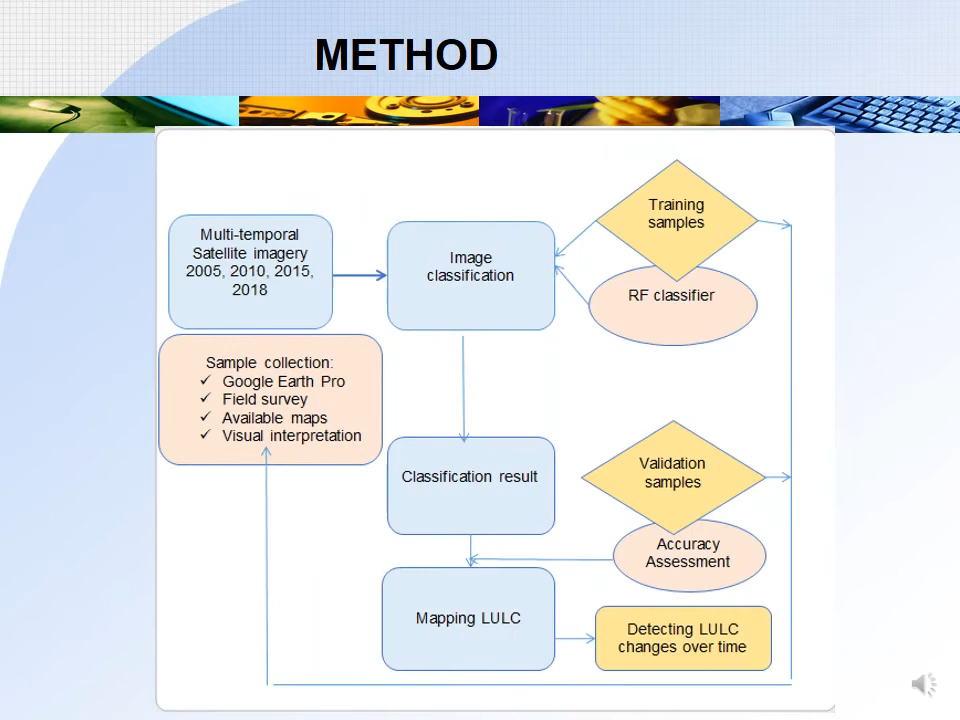 METHOD
Multi-temporal
Satellite imagery
2005, 2010, 2015,
2018
Image
classification
Training
samples
RF classifier
Sample collection:
✓ Google Earth Pro
✓ Field survey
✓ Available maps
✓ Visual interpretation
Classification result
Validation
samples
Accuracy
Assessment
Mapping LULC
Detecting LULC
changes over time